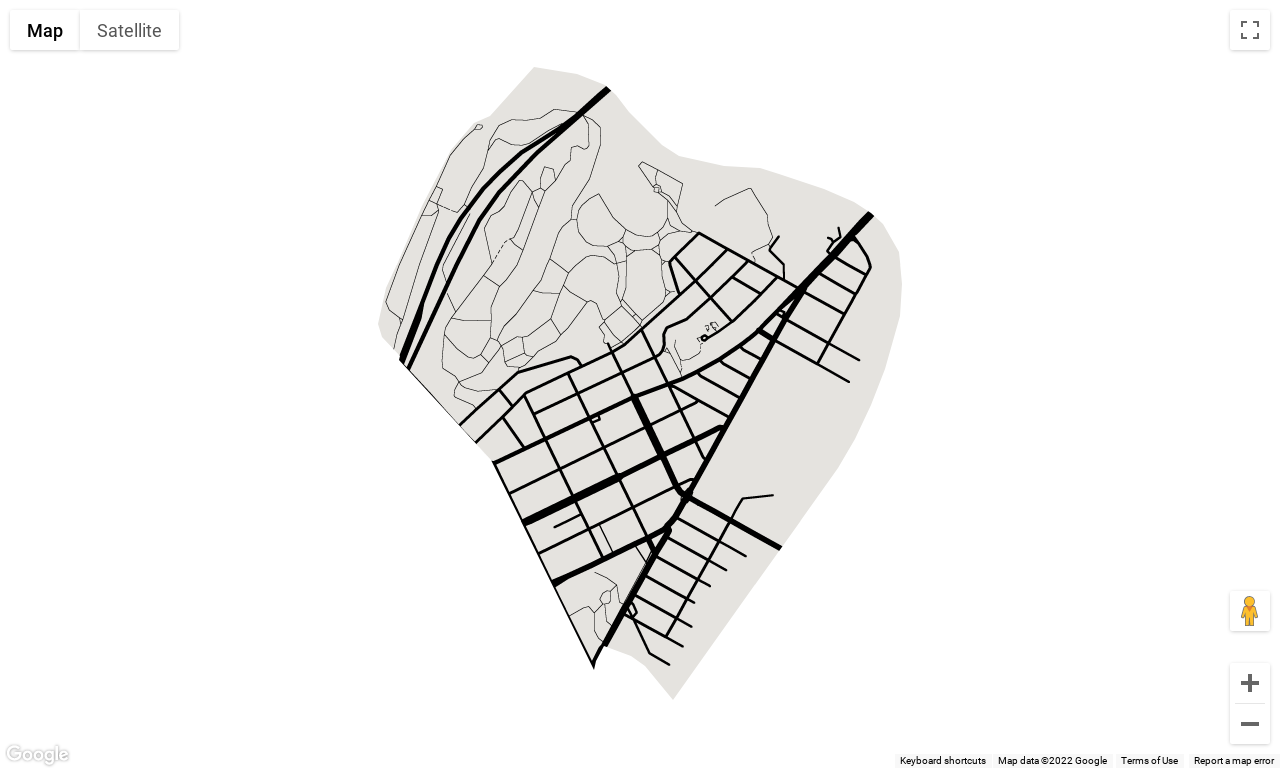 Map Satellite
Google
Keyboard shortcuts Map data ©2022 Google Terms of Use Report a map error